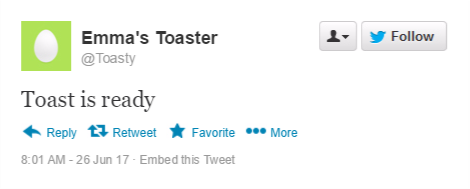 Emma's Toaster
@Toasty
Follow
Toast is ready
Reply Retweet Favorite More
8:01 AM - 26 Jun 17 · Embed this Tweet